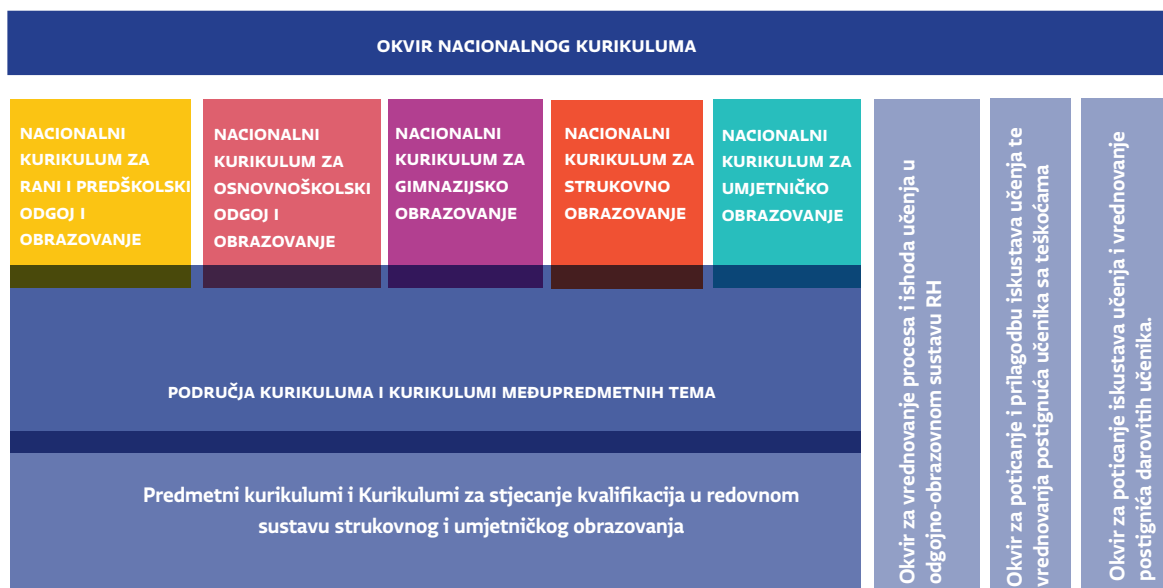 OKVIR NACIONALNOG KURIKULUMA
NACIONALNI
KURIKULUM ZA
RANI I PREDŠKOLSKI
ODGOJ I
OBRAZOVANJE
NACIONALNI
KURIKULUM ZA
OSNOVNOŠKOLSKI
ODGOJ I
OBRAZOVANJE
NACIONALNI
KURIKULUM ZA
GIMNAZIJSKO
OBRAZOVANJE
NACIONALNI
KURIKULUM ZA
STRUKOVNO
OBRAZOVANJE
NACIONALNI
KURIKULUM ZA
UMJETNIČKO
OBRAZOVANJE
PODRUČJA KURIKULUMA I KURIKULUMI MEĐUPREDMETNIH TEMA
Predmetni kurikulumi i Kurikulumi za stjecanje kvalifikacija u redovnom
sustavu strukovnog i umjetničkog obrazovanja
Okvir za vrednovanje procesa i ishoda učenja u
odgojno-obrazovnom sustavu RH
Okvir za poticanje i prilagodbu iskustava učenja te
vrednovanja postignuća učenika sa teškoćama
Okvir za poticanje iskustava učenja i vrednovanje
postignića darovitih učenika.